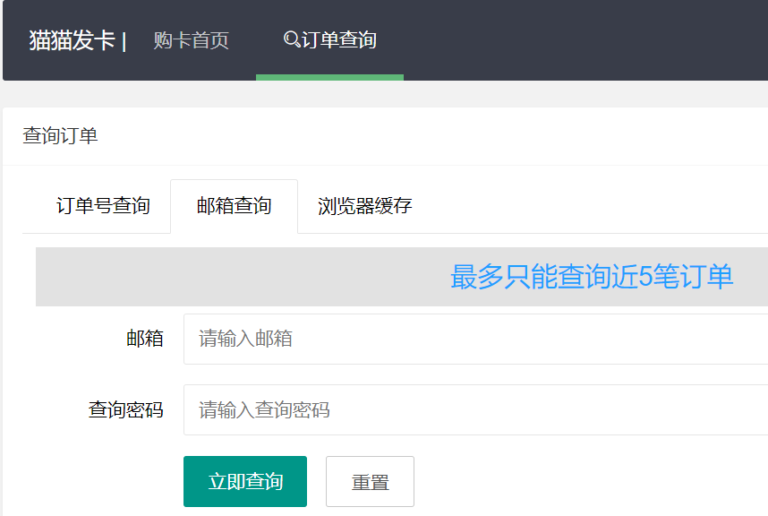 猫猫发卡 | 购卡首页 订单查询
查询订单
订单号查询 邮箱查询 浏览器缓存
最多只能查询近5笔订单
邮箱 请输入邮箱
查询密码 请输入查询密码
立即查询 重置